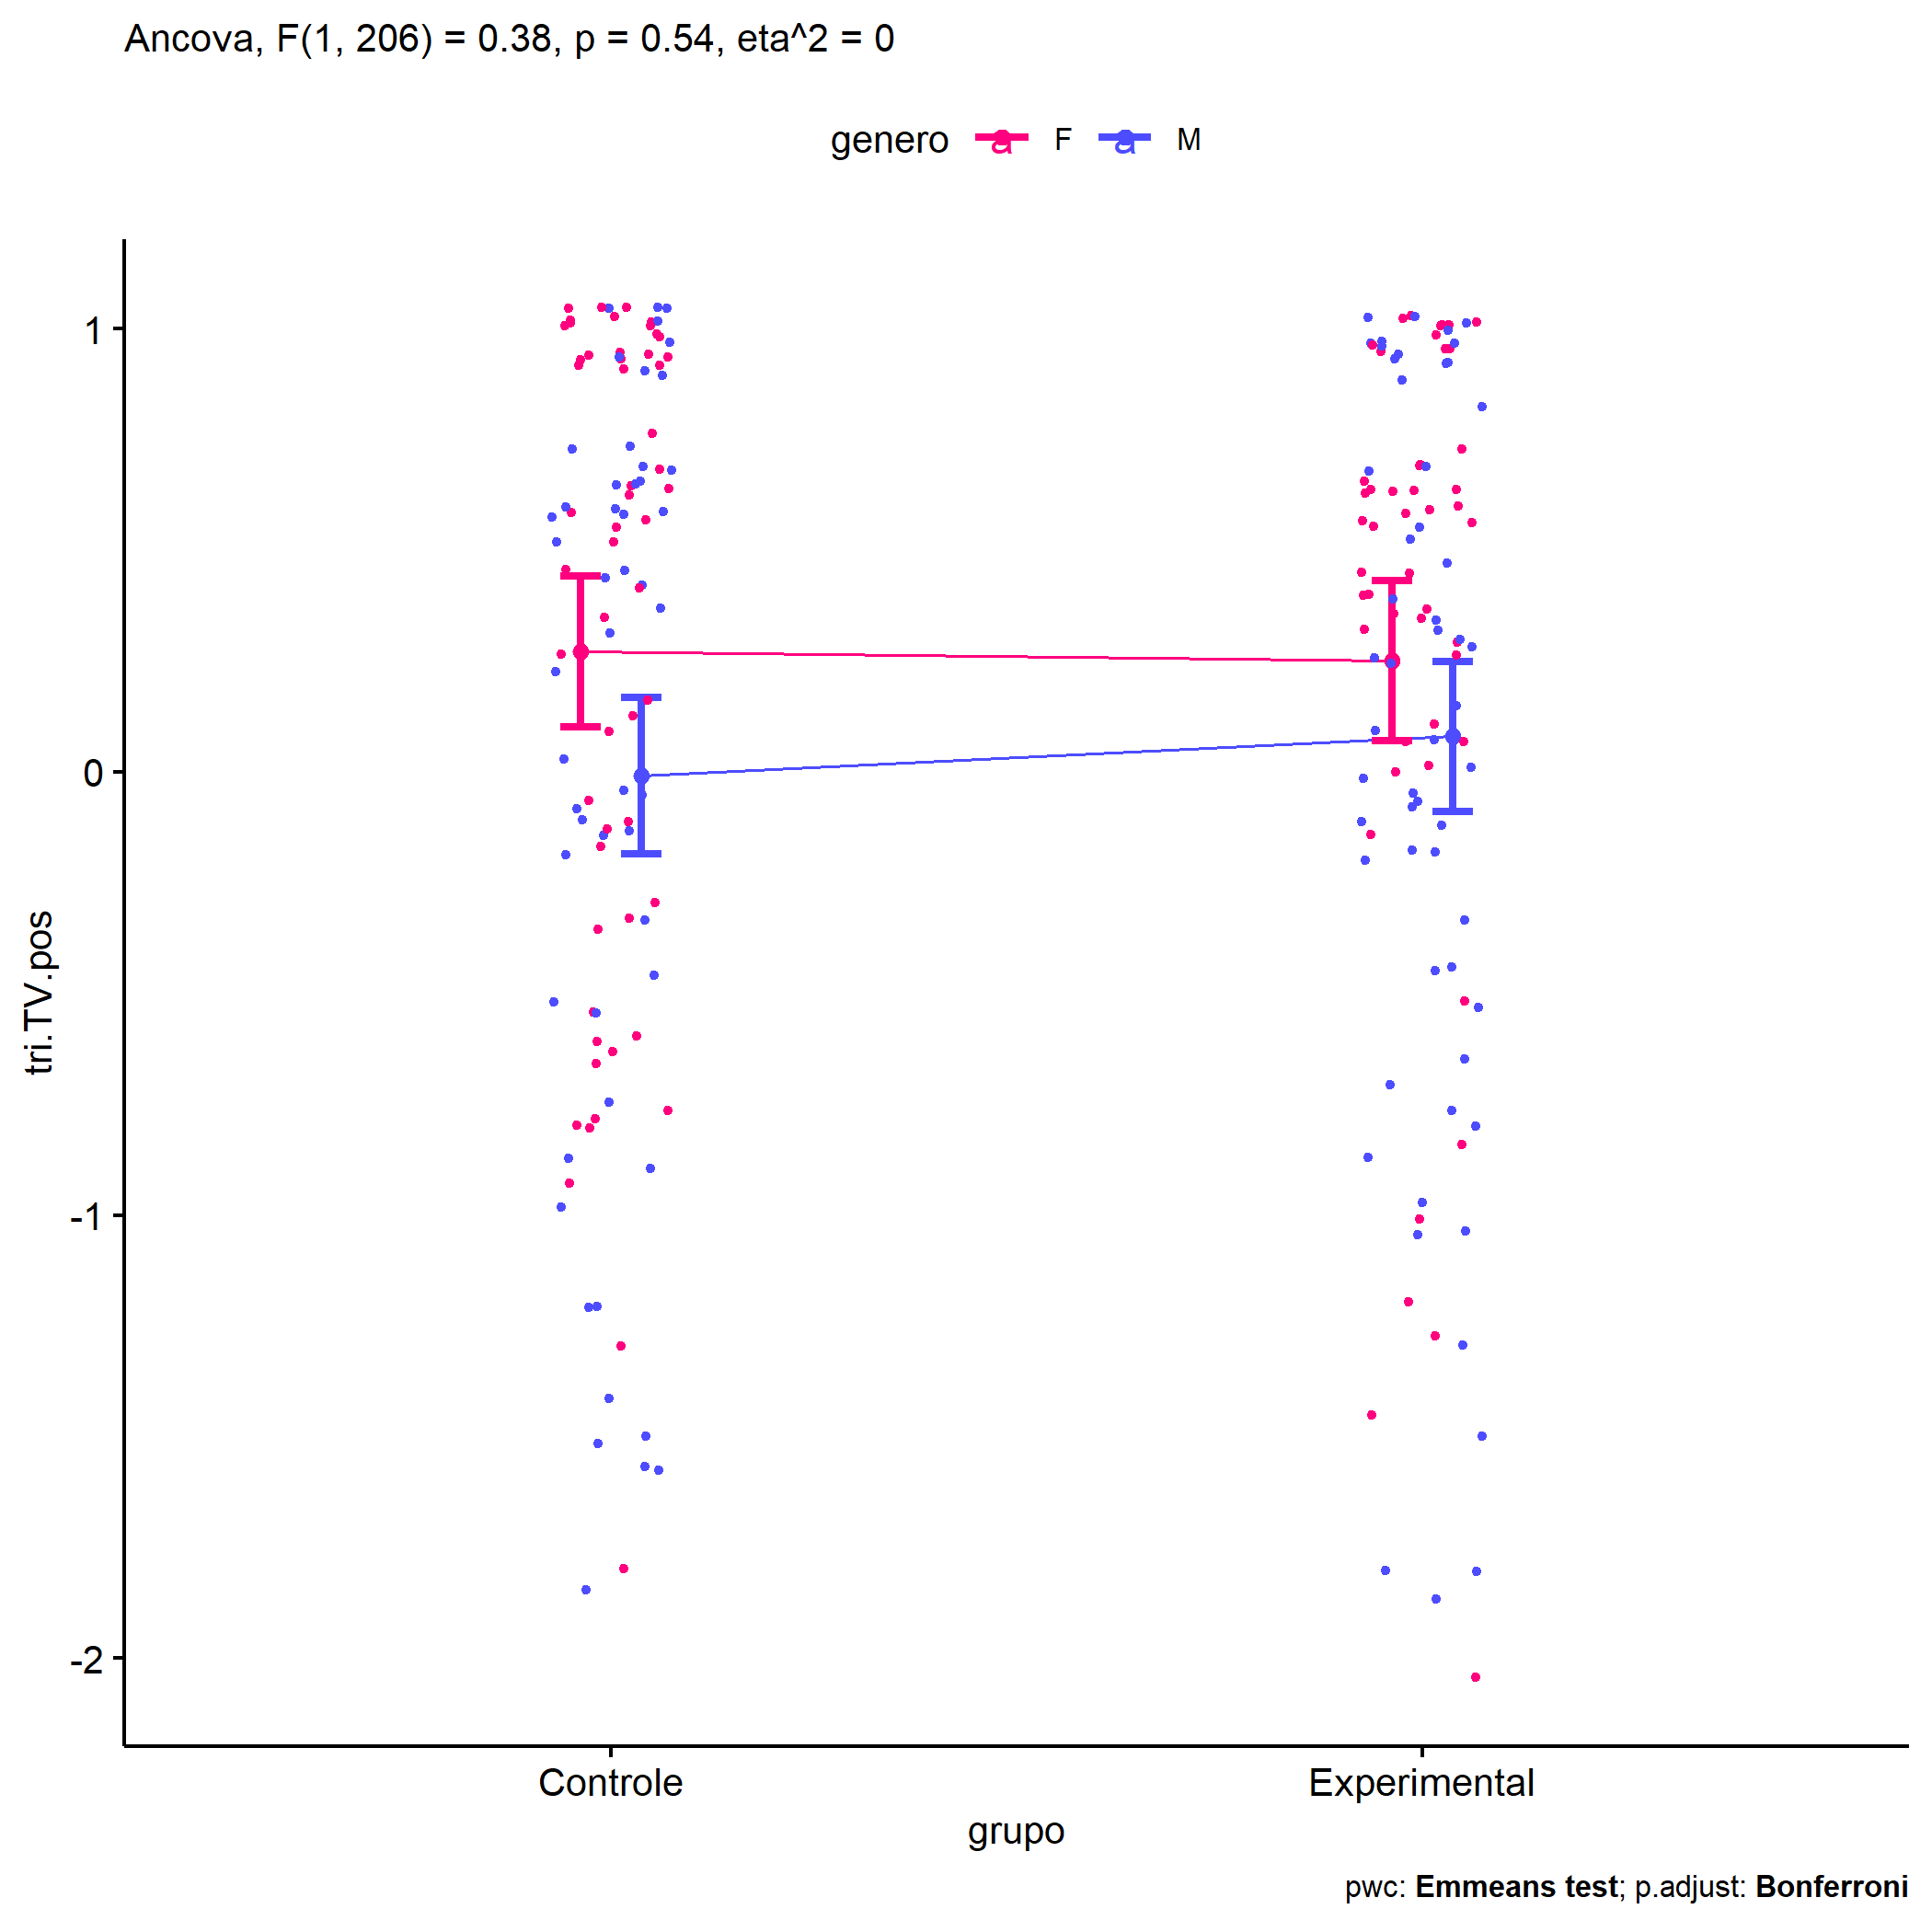 Ancova, F(1, 206) = 0.38, p = 0.54, eta^2 = 0
genero a F a M
1
0
-1
-2
tri.TV.pos
Controle Experimental
grupo
pwc: Emmeans test; p.adjust: Bonferroni